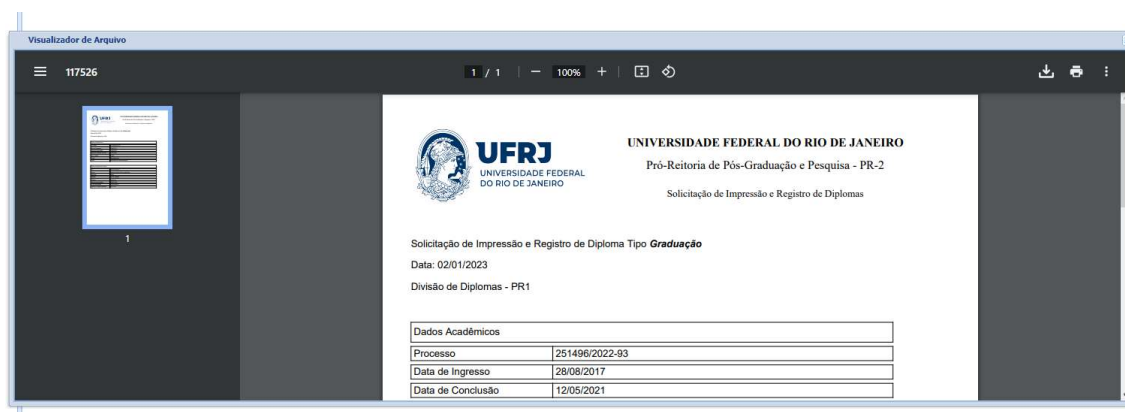 Visualizador de Arquivo
117526
1 / 1
100%
1
UFRJ
UNIVERSIDADE FEDERAL
DO RIO DE JANEIRO
UNIVERSIDADE FEDERAL DO RIO DE JANEIRO
Pró-Reitoria de Pós-Graduação e Pesquisa - PR-2
Solicitação de Impressão e Registro de Diplomas
Solicitação de Impressão e Registro de Diploma Tipo Graduação
Data: 02/01/2023
Divisão de Diplomas - PR1
Dados Acadêmicos
Processo 251496/2022-93
Data de Ingresso 28/08/2017
Data de Conclusão 12/05/2021